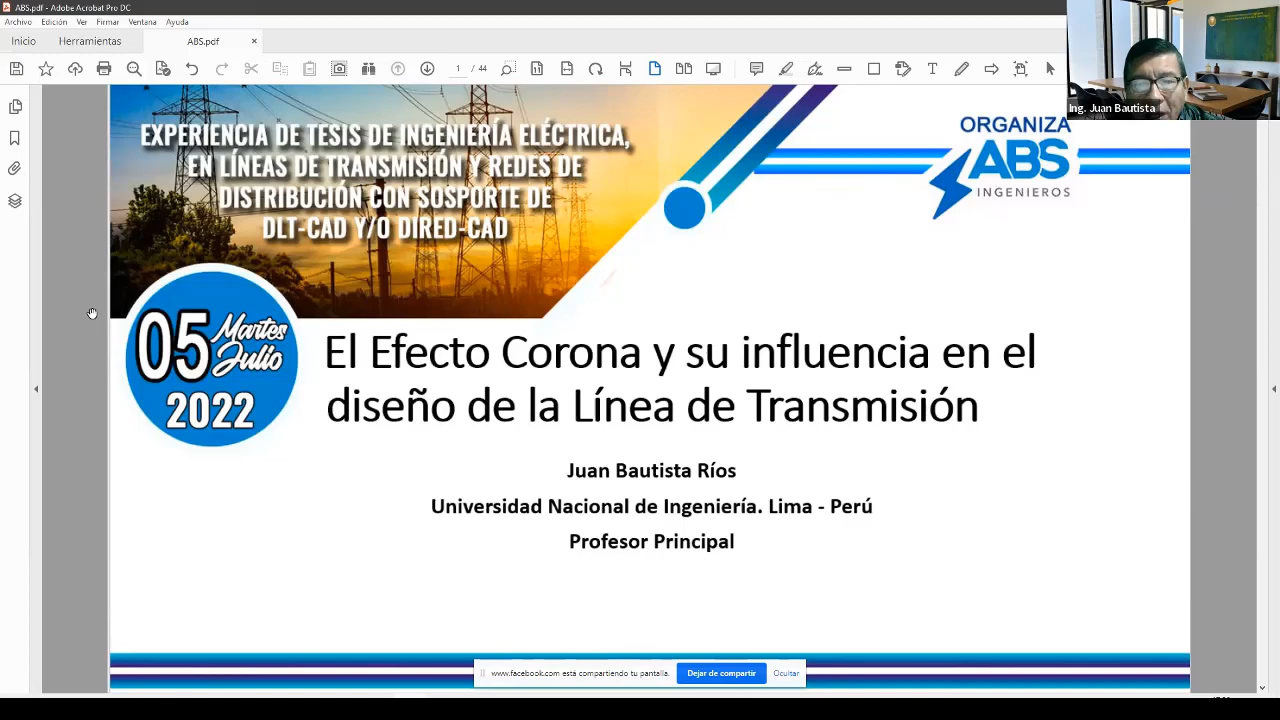 ABS.pdf - Adobe Acrobat Pro DC
Archivo Edición Ver Firmar Ventana Ayuda
Inicio Herramientas ABS.pdf ×
1 / 44
Ing. Juan Bautista
EXPERIENCIA DE TESIS DE INGENIERÍA ELÉCTRICA,
EN LÍNEAS DE TRANSMISIÓN Y REDES DE
DISTRIBUCIÓN CON SOSPORTE DE
DLT-CAD Y/O DIRED-CAD
ORGANIZA
ABS
INGENIEROS
05 Martes
Julio
2022
El Efecto Corona y su influencia en el
diseño de la Línea de Transmisión
Juan Bautista Ríos
Universidad Nacional de Ingeniería. Lima - Perú
Profesor Principal
www.facebook.com está compartiendo tu pantalla. Dejar de compartir Ocultar